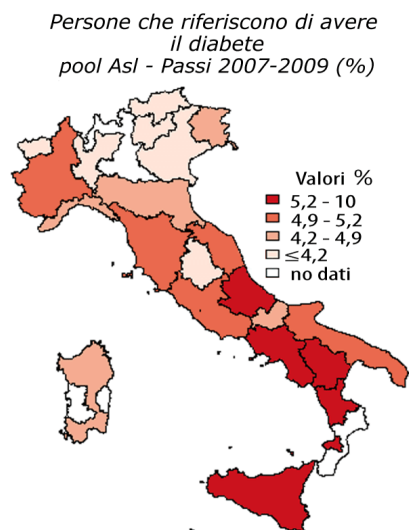 Persone che riferiscono di avere
il diabete
pool Asl - Passi 2007-2009 (%)
Valori %
5,2 - 10
4,9 - 5,2
4,2 - 4,9
≤4,2
no dati